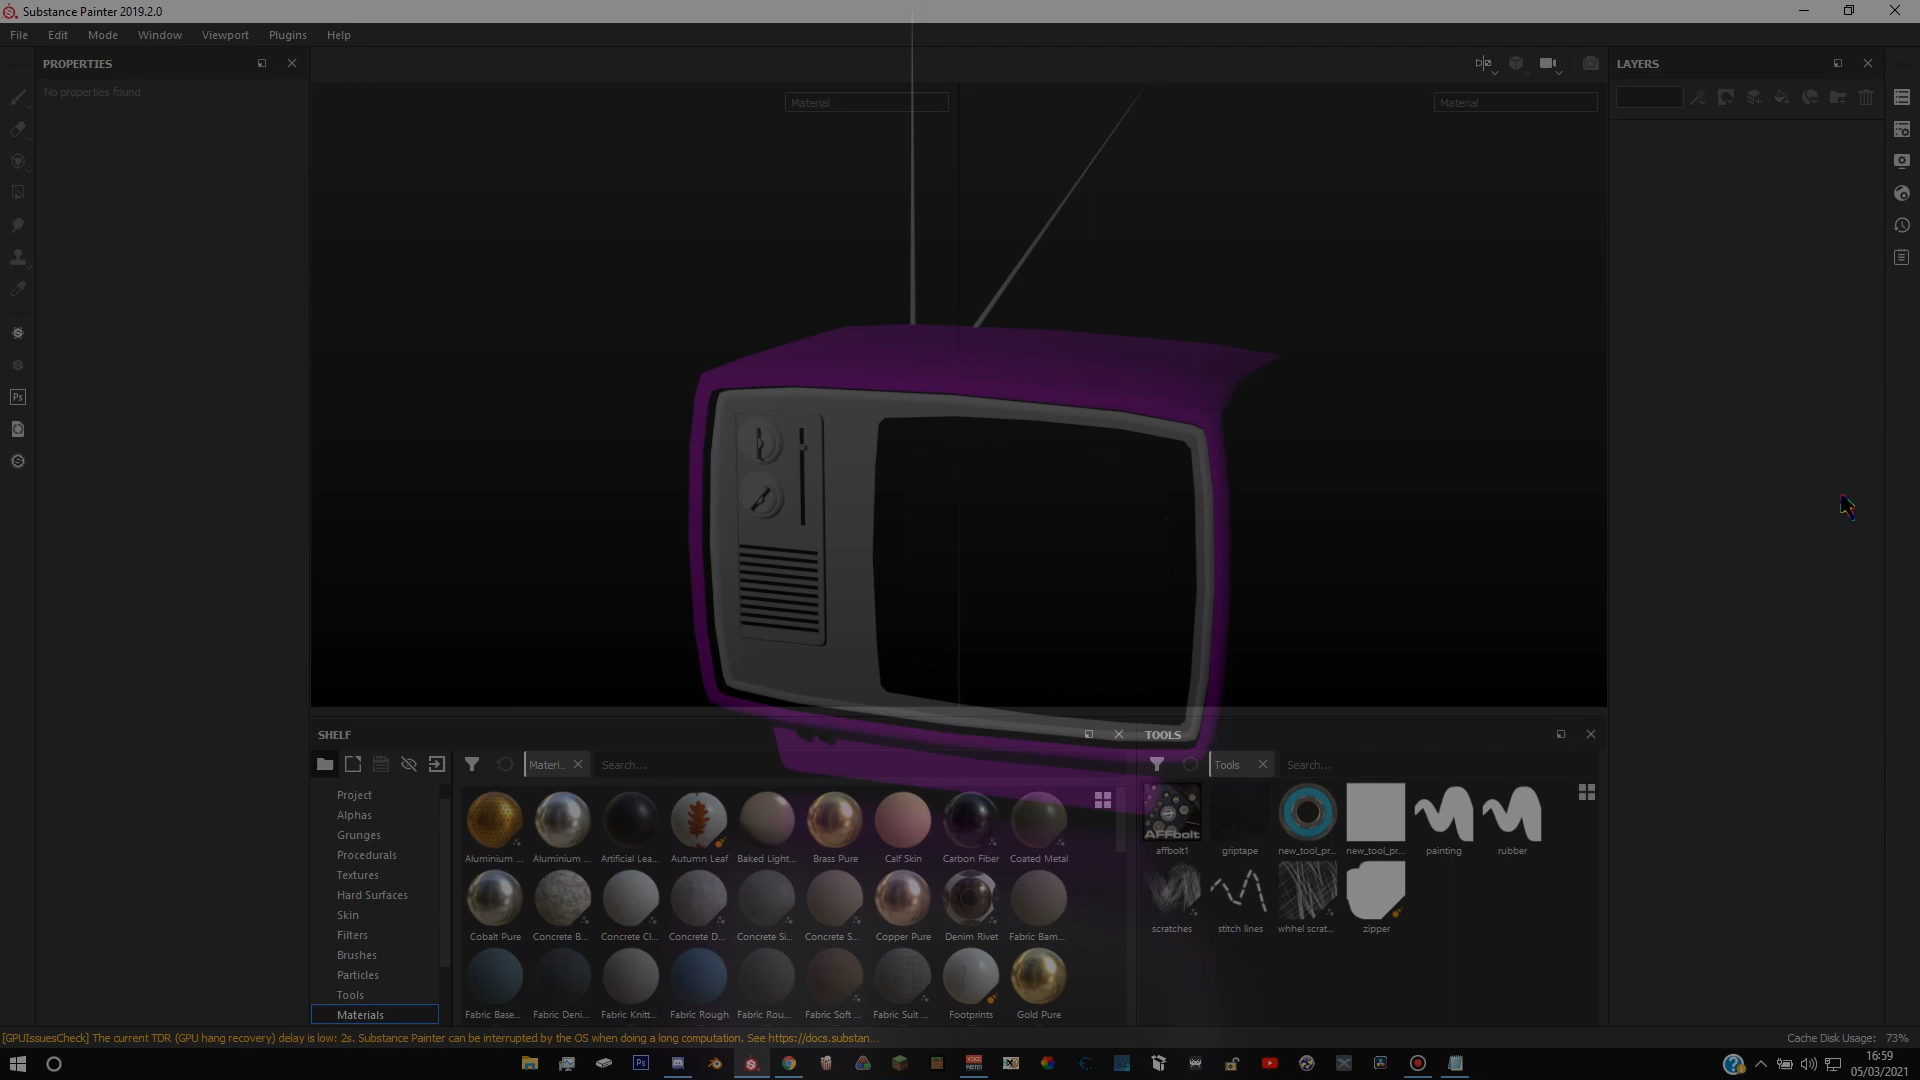 Substance Painter 2019.2.0
File Edit Mode Window Viewport Plugins Help
PROPERTIES
No properties found
Material
Material
LAYERS
Ps
SHELF
Materi..
Search...
Project
Alphas
Grunges
Procedurals
Textures
Hard Surfaces
Skin
Filters
Brushes
Particles
Tools
Materials
Aluminium ... Aluminium ... Artificial Lea... Autumn Leaf Baked Light... Brass Pure Calf Skin Carbon Fiber Coated Metal
Cobalt Pure Concrete B... Concrete Cl... Concrete D... Concrete Si... Concrete S... Copper Pure Denim Rivet Fabric Bam...
Fabric Base... Fabric Deni... Fabric Knitt... Fabric Rough Fabric Rou... Fabric Soft ... Fabric Suit ... Footprints Gold Pure
TOOLS
Tools
Search...
AFFbolt
affbolt1 griptape new_tool_pr... new_tool_pr... painting rubber
scratches stitch lines whhel scrat... zipper
[GPUIssuesCheck] The current TDR (GPU hang recovery) delay is low: 2s. Substance Painter can be interrupted by the OS when doing a long computation. See https://docs.substan...
Cache Disk Usage: 73%
Ps
16:59
05/03/2021